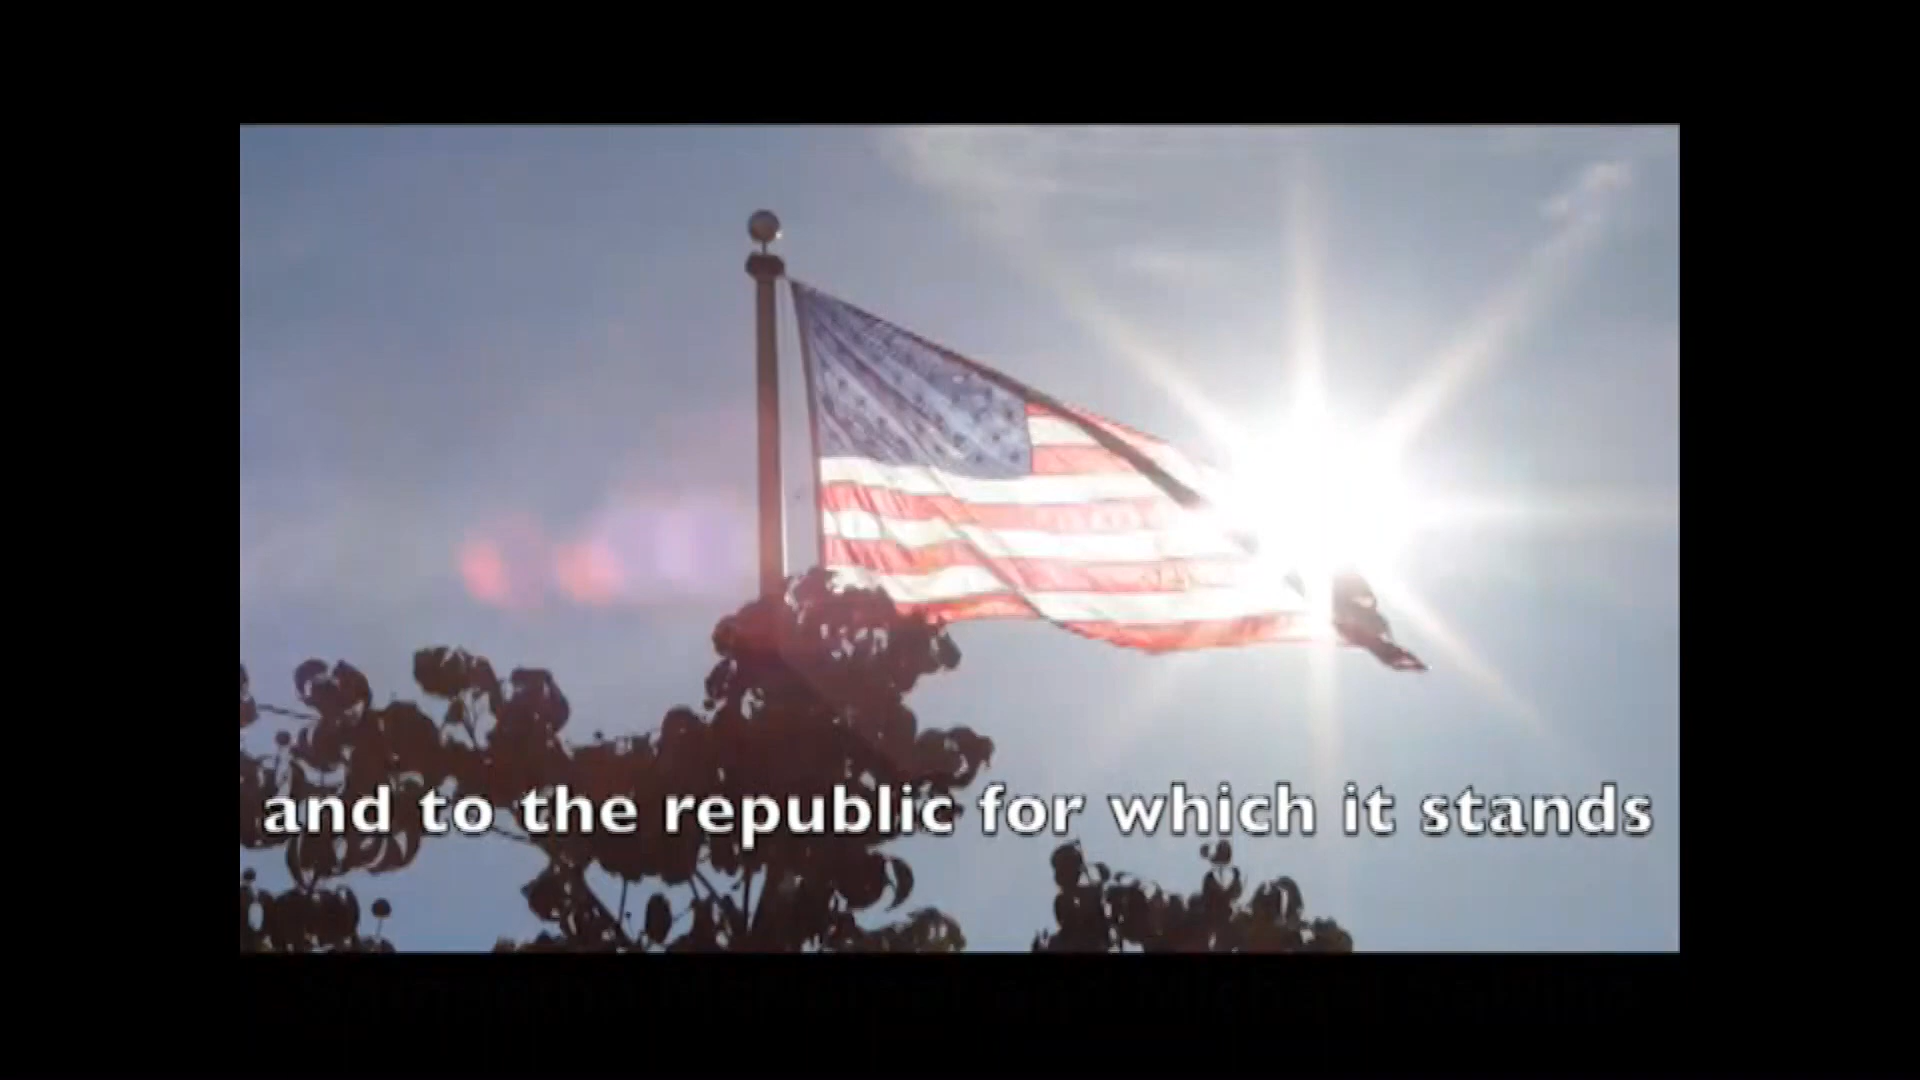 and to the republic for which it stands